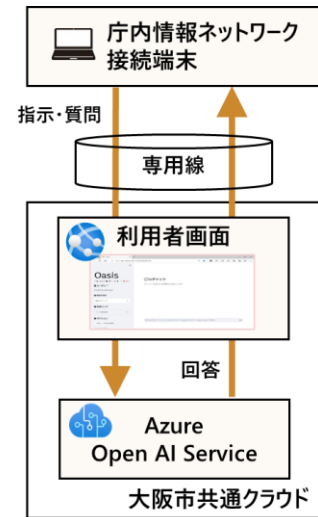 庁内情報ネットワーク
接続端末
指示・質問
専用線
利用者画面
Oasis
回答
Azure
Open AI Service
大阪市共通クラウド